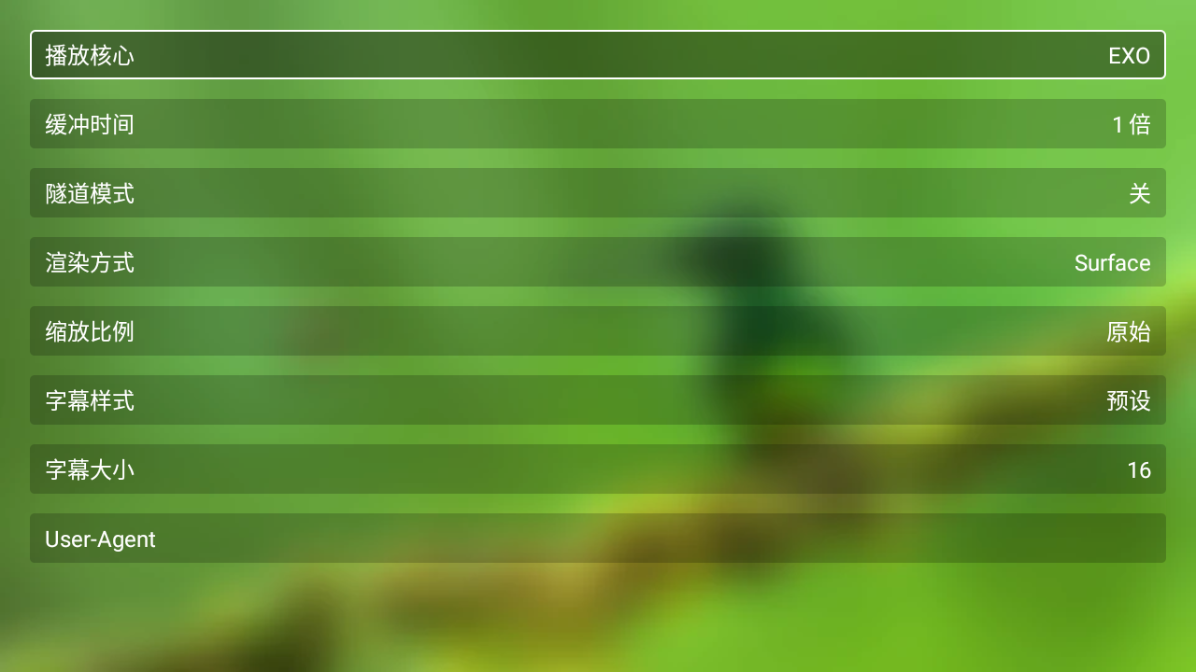 播放核心 EXO
缓冲时间 1 倍
隧道模式 关
渲染方式 Surface
缩放比例 原始
字幕样式 预设
字幕大小 16
User-Agent